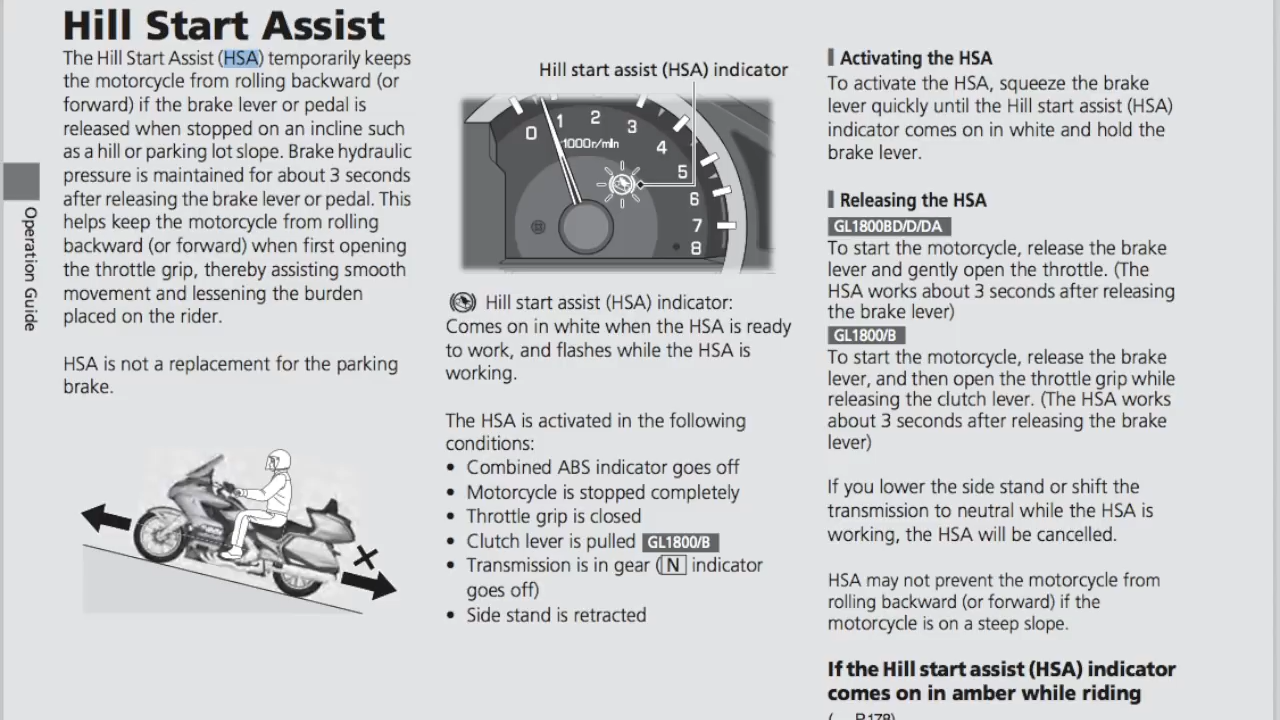 Hill Start Assist
The Hill Start Assist (HSA) temporarily keeps
the motorcycle from rolling backward (or
forward) if the brake lever or pedal is
released when stopped on an incline such
as a hill or parking lot slope. Brake hydraulic
pressure is maintained for about 3 seconds
after releasing the brake lever or pedal. This
helps keep the motorcycle from rolling
backward (or forward) when first opening
the throttle grip, thereby assisting smooth
movement and lessening the burden
placed on the rider.
HSA is not a replacement for the parking
brake.
Operation Guide
Hill start assist (HSA) indicator
0
1
2
3
4
5
6
7
8
1000r/min
Hill start assist (HSA) indicator:
Comes on in white when the HSA is ready
to work, and flashes while the HSA is
working.
The HSA is activated in the following
conditions:
• Combined ABS indicator goes off
• Motorcycle is stopped completely
• Throttle grip is closed
• Clutch lever is pulled GL1800/B
• Transmission is in gear (N indicator
goes off)
• Side stand is retracted
Activating the HSA
To activate the HSA, squeeze the brake
lever quickly until the Hill start assist (HSA)
indicator comes on in white and hold the
brake lever.
Releasing the HSA
GL1800BD/D/DA
To start the motorcycle, release the brake
lever and gently open the throttle. (The
HSA works about 3 seconds after releasing
the brake lever)
GL1800/B
To start the motorcycle, release the brake
lever, and then open the throttle grip while
releasing the clutch lever. (The HSA works
about 3 seconds after releasing the brake
lever)
If you lower the side stand or shift the
transmission to neutral while the HSA is
working, the HSA will be cancelled.
HSA may not prevent the motorcycle from
rolling backward (or forward) if the
motorcycle is on a steep slope.
If the Hill start assist (HSA) indicator
comes on in amber while riding
( P.178)